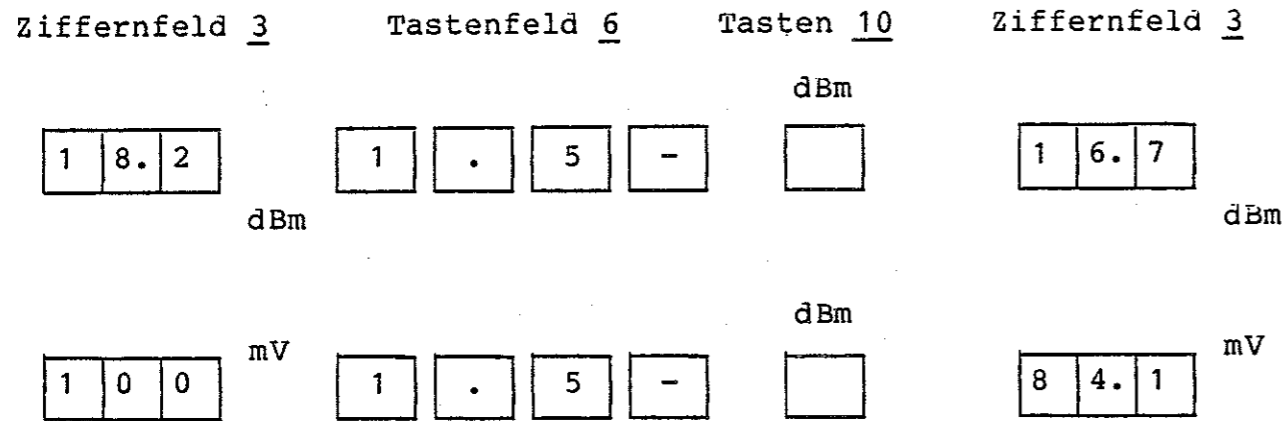 Ziffernfeld 3 Tastenfeld 6 Tasten 10 Ziffernfeld 3
dBm
1 8. 2 1 . 5 - 1 6. 7
dBm dBm
dBm
mV mV
1 0 0 1 . 5 - 8 4. 1